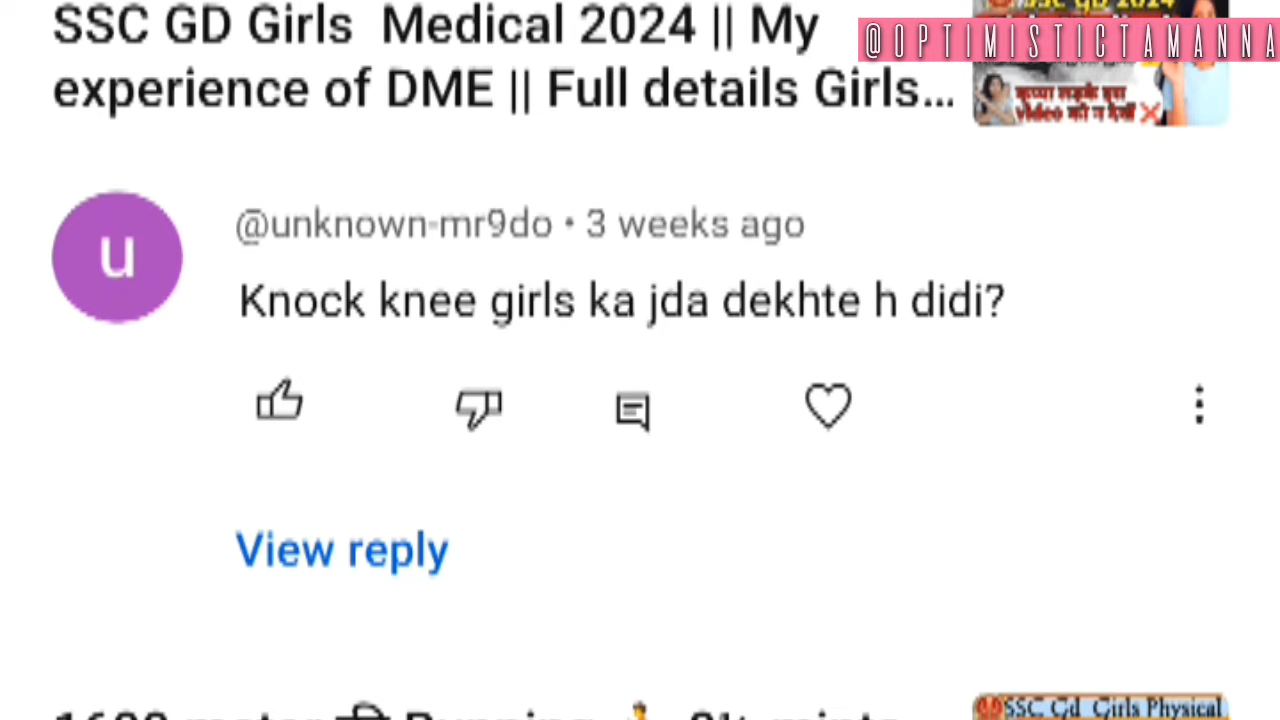 SSC GD Girls Medical 2024 || My
experience of DME || Full details Girls...
@OPTIMISTICTAMANNA
video को न देखें
u
@unknown-mr9do • 3 weeks ago
Knock knee girls ka jda dekhte h didi?
View reply
SSC Gd Girls Physical